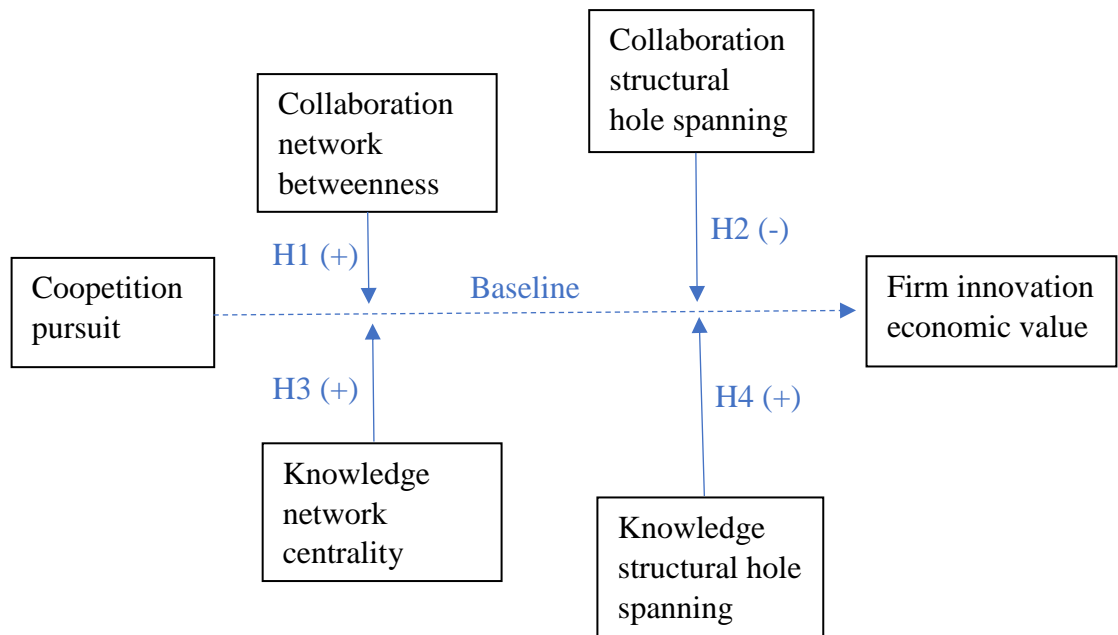 Collaboration
structural
hole spanning
Collaboration
network
betweenness
H2 (-)
H1 (+)
Coopetition
pursuit
Baseline
Firm innovation
economic value
H3 (+)
H4 (+)
Knowledge
network
centrality
Knowledge
structural hole
spanning